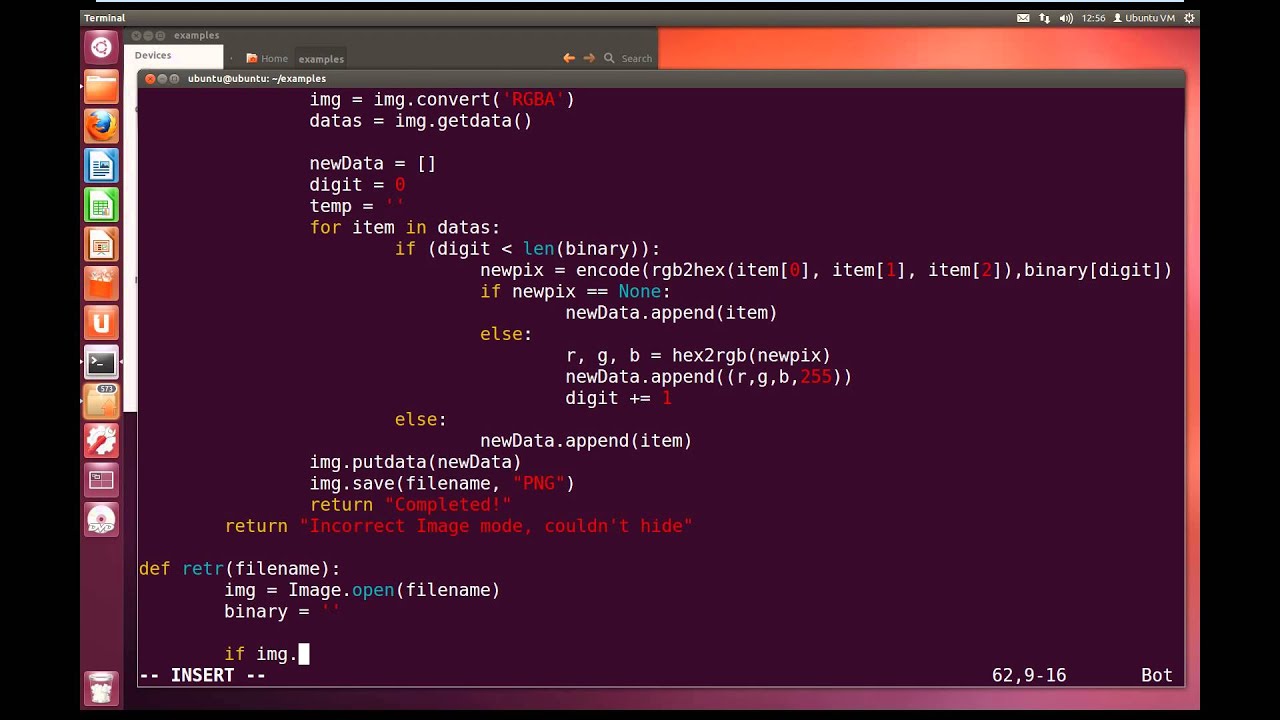 Terminal
12:56 Ubuntu VM
examples
Devices
Home examples Search
ubuntu@ubuntu: ~/examples
img = img.convert('RGBA')
datas = img.getdata()
newData = []
digit = 0
temp = ''
for item in datas:
if (digit < len(binary)):
newpix = encode(rgb2hex(item[0], item[1], item[2]),binary[digit])
if newpix == None:
newData.append(item)
else:
r, g, b = hex2rgb(newpix)
newData.append((r,g,b,255))
digit += 1
else:
newData.append(item)
img.putdata(newData)
img.save(filename, "PNG")
return "Completed!"
return "Incorrect Image mode, couldn't hide"
def retr(filename):
img = Image.open(filename)
binary = ''
if img.
-- INSERT -- 62,9-16 Bot
573
DVD